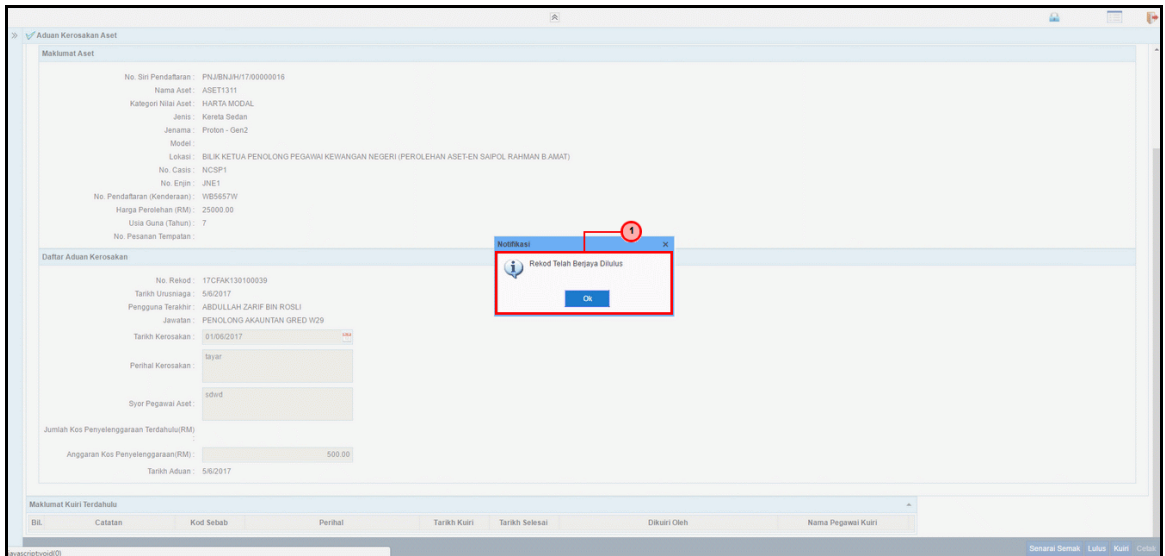 Aduan Kerosakan Aset
Maklumat Aset
No. Siri Pendaftaran : PNJ/BNJ/H/17/00000016
Nama Aset : ASET1311
Kategori Nilai Aset : HARTA MODAL
Jenis : Kereta Sedan
Jenama : Proton - Gen2
Model :
Lokasi : BILIK KETUA PENOLONG PEGAWAI KEWANGAN NEGERI (PEROLEHAN ASET-EN SAIPOL RAHMAN B.AMAT)
No. Casis : NCSP1
No. Enjin : JNE1
No. Pendaftaran (Kenderaan) : WB5657W
Harga Perolehan (RM) : 25000.00
Usia Guna (Tahun) : 7
No. Pesanan Tempatan :
1
Notifikasi ×
Rekod Telah Berjaya Dilulus
Ok
Daftar Aduan Kerosakan
No. Rekod : 17CFAK130100039
Tarikh Urusniaga : 5/6/2017
Pengguna Terakhir : ABDULLAH ZARIF BIN ROSLI
Jawatan : PENOLONG AKAUNTAN GRED W29
Tarikh Kerosakan : 01/06/2017
Perihal Kerosakan : tayar
Syor Pegawai Aset : sdwd
Jumlah Kos Penyelenggaraan Terdahulu(RM) :
Anggaran Kos Penyelenggaraan(RM) : 500.00
Tarikh Aduan : 5/6/2017
Maklumat Kuiri Terdahulu
Bil. Catatan Kod Sebab Perihal Tarikh Kuiri Tarikh Selesai Dikuiri Oleh Nama Pegawai Kuiri
avascript:void(0) Senarai Semak Lulus Kuiri Cetak